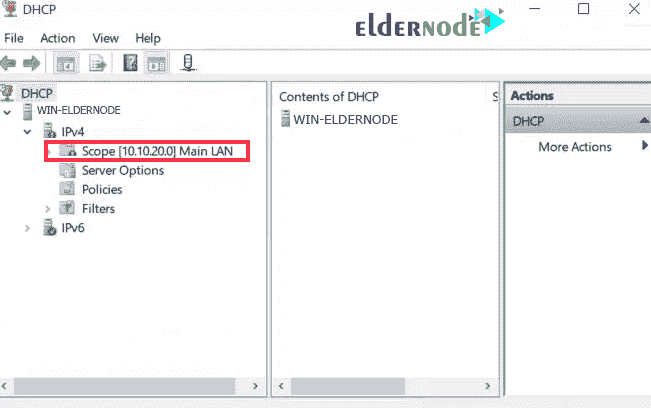 DHCP
ELDERNODE
File Action View Help
DHCP
WIN-ELDERNODE
IPv4
Scope [10.10.20.0] Main LAN
Server Options
Policies
Filters
IPv6
Contents of DHCP
S
WIN-ELDERNODE
Actions
DHCP
More Actions